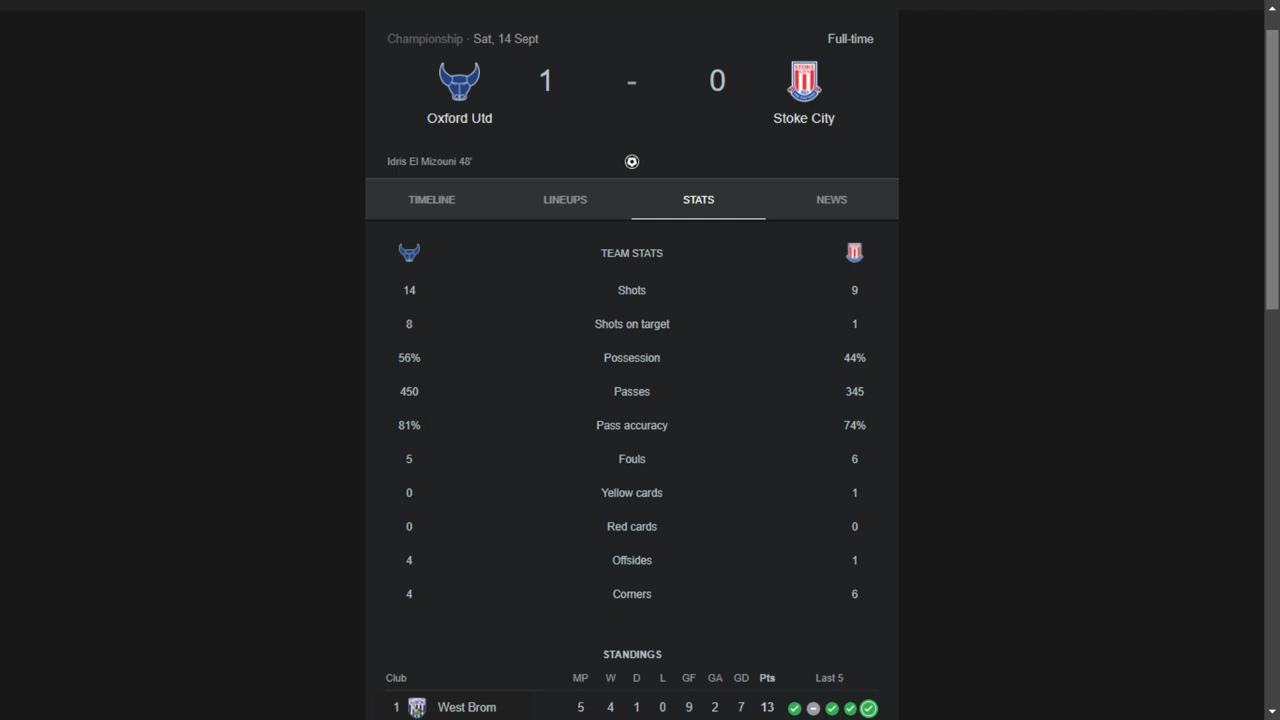 Championship · Sat, 14 Sept Full-time
1 - 0
Oxford Utd Stoke City
Idris El Mizouni 48'
TIMELINE LINEUPS STATS NEWS
TEAM STATS
14 Shots 9
8 Shots on target 1
56% Possession 44%
450 Passes 345
81% Pass accuracy 74%
5 Fouls 6
0 Yellow cards 1
0 Red cards 0
4 Offsides 1
4 Corners 6
STANDINGS
Club MP W D L GF GA GD Pts Last 5
1 West Brom 5 4 1 0 9 2 7 13